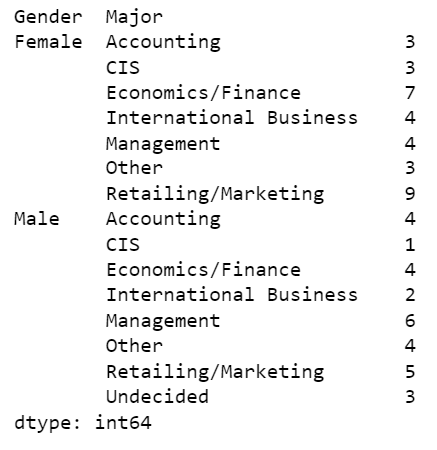 Gender  Major
Female  Accounting                3
        CIS                       3
        Economics/Finance         7
        International Business    4
        Management                4
        Other                     3
        Retailing/Marketing       9
Male    Accounting                4
        CIS                       1
        Economics/Finance         4
        International Business    2
        Management                6
        Other                     4
        Retailing/Marketing       5
        Undecided                 3
dtype: int64